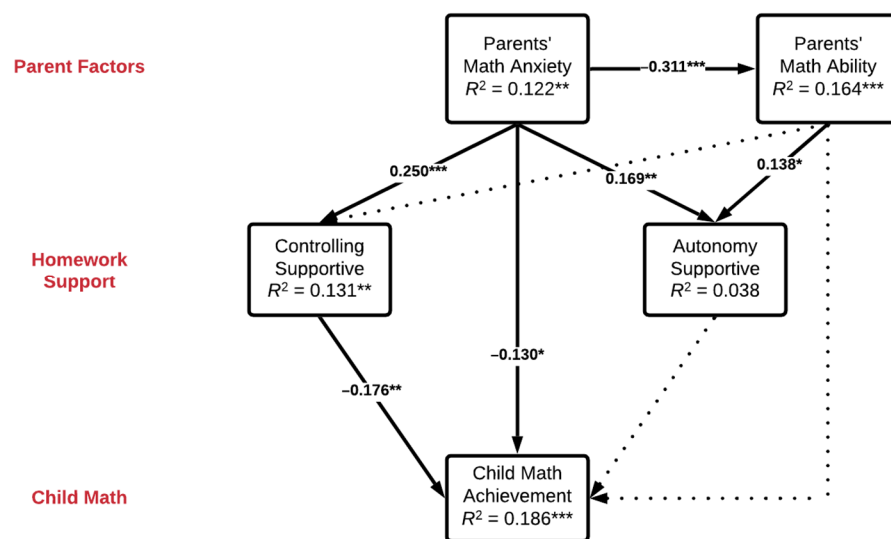 Parent Factors
Parents'
Math Anxiety
R² = 0.122**
–0.311***
Parents'
Math Ability
R² = 0.164***
0.250***
0.169**
0.138*
Homework
Support
Controlling
Supportive
R² = 0.131**
Autonomy
Supportive
R² = 0.038
–0.176**
–0.130*
Child Math
Child Math
Achievement
R² = 0.186***